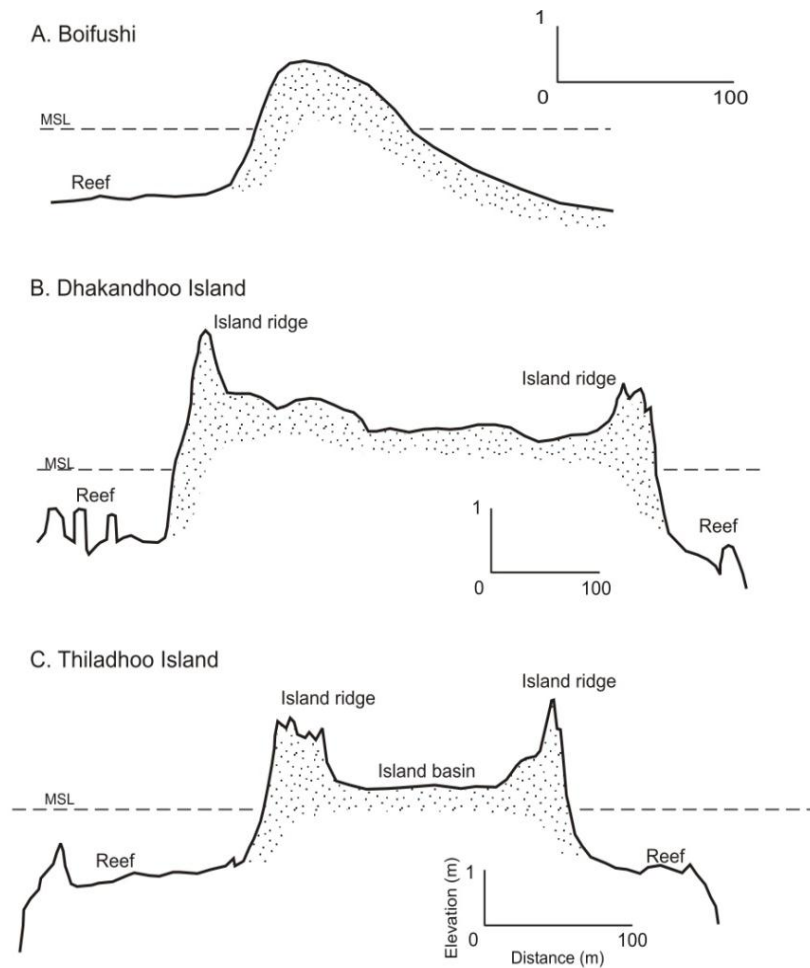 A. Boifushi
1
0
100
MSL
Reef
B. Dhakandhoo Island
Island ridge
Island ridge
MSL
Reef
1
0
100
Reef
C. Thiladhoo Island
Island ridge
Island ridge
Island basin
MSL
Reef
Reef
Elevation (m)
1
0
100
Distance (m)